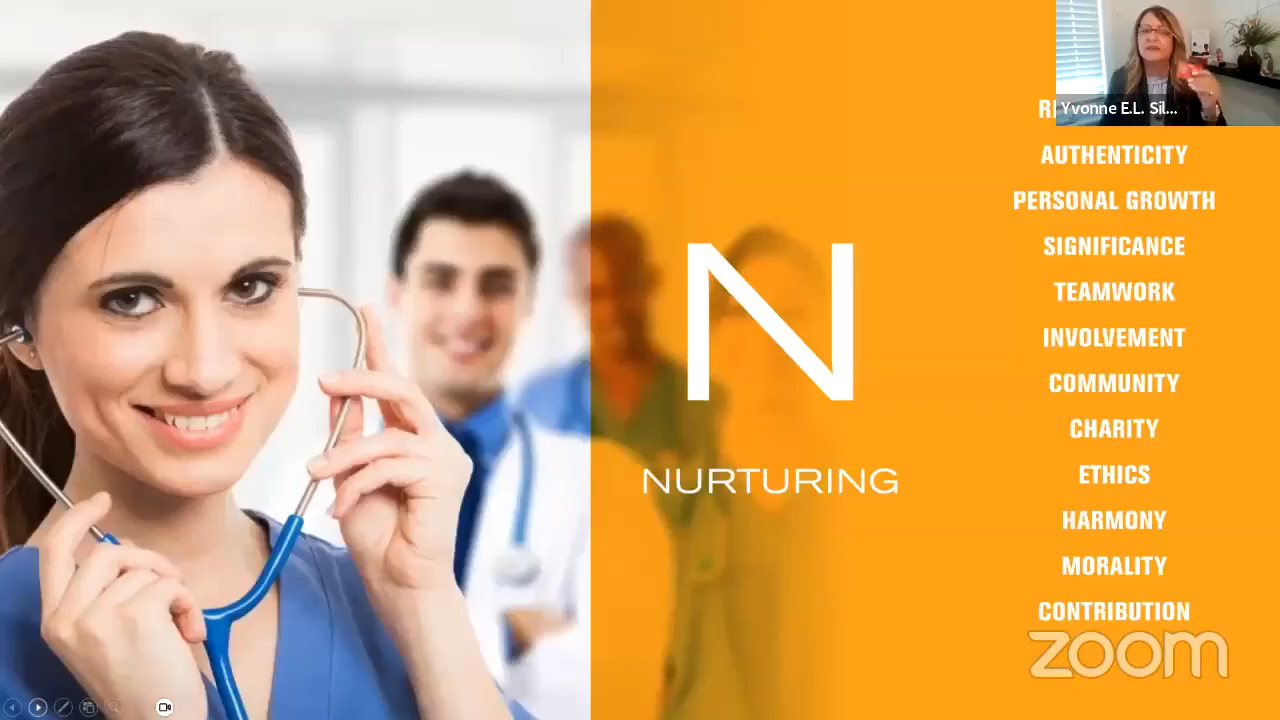 Yvonne E.L. Sil...
AUTHENTICITY
PERSONAL GROWTH
SIGNIFICANCE
TEAMWORK
INVOLVEMENT
COMMUNITY
CHARITY
ETHICS
HARMONY
MORALITY
CONTRIBUTION
N
NURTURING
zoom